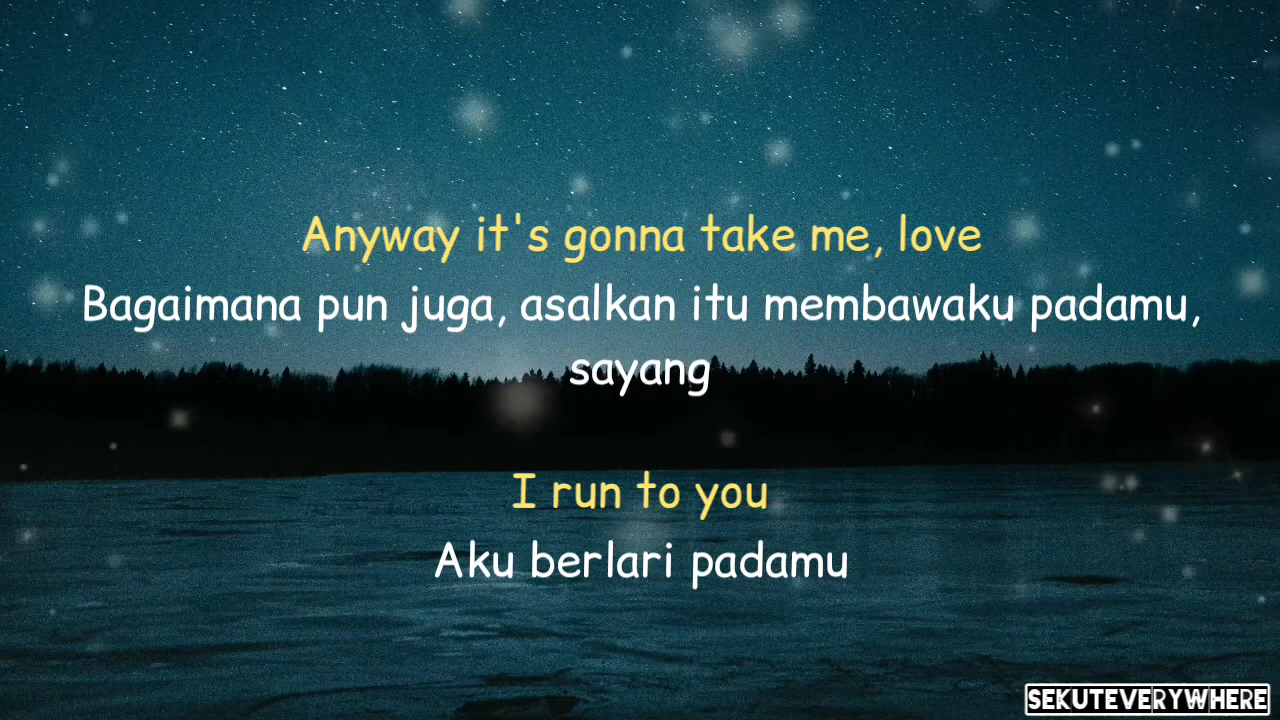 Anyway it's gonna take me, love
Bagaimana pun juga, asalkan itu membawaku padamu,
sayang
I run to you
Aku berlari padamu
SEKUTEVERYWHERE